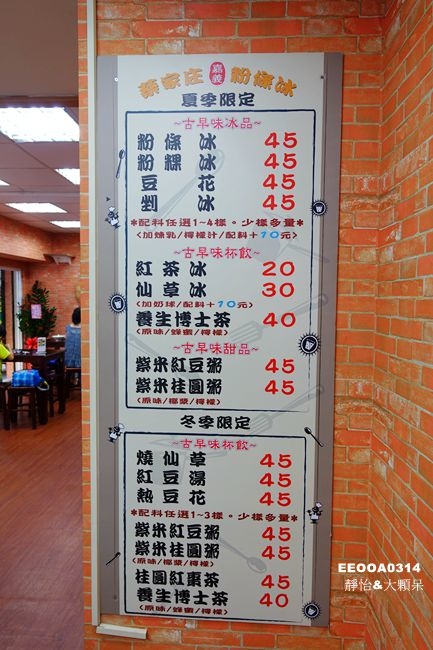 蔡家庄 嘉義 粉條冰
夏季限定
~古早味冰品~
粉條冰 45
粉粿冰 45
豆花 45
剉冰 45
*配料任選1~4樣。少樣多量*
(加煉乳/檸檬汁/配料+10元)
~古早味杯飲~
紅茶冰 20
仙草冰 30
(加奶球/配料+10元)
養生博士茶 40
(原味/蜂蜜/檸檬)
~古早味甜品~
紫米紅豆粥 45
紫米桂圓粥 45
(原味/椰漿/檸檬)
冬季限定
~古早味杯飲~
燒仙草 45
紅豆湯 45
熱豆花 45
*配料任選1~3樣。少樣多量*
紫米紅豆粥 45
紫米桂圓粥 45
(原味/椰漿/檸檬)
桂圓紅棗茶 45
養生博士茶 40
(原味/蜂蜜/檸檬)
EEOOA0314
靜怡&大顆呆